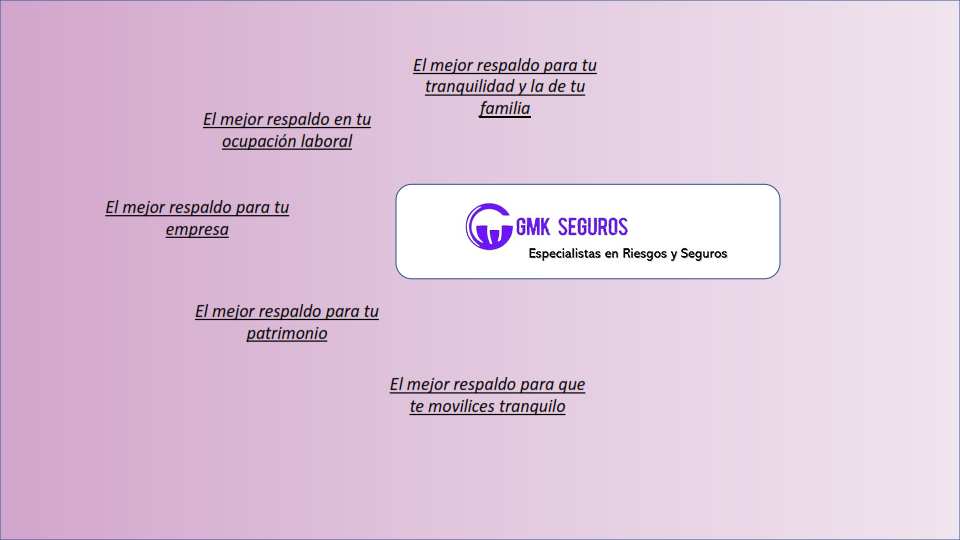 El mejor respaldo para tu
tranquilidad y la de tu
familia
El mejor respaldo en tu
ocupación laboral
El mejor respaldo para tu
empresa
GMK SEGUROS
Especialistas en Riesgos y Seguros
El mejor respaldo para tu
patrimonio
El mejor respaldo para que
te movilices tranquilo